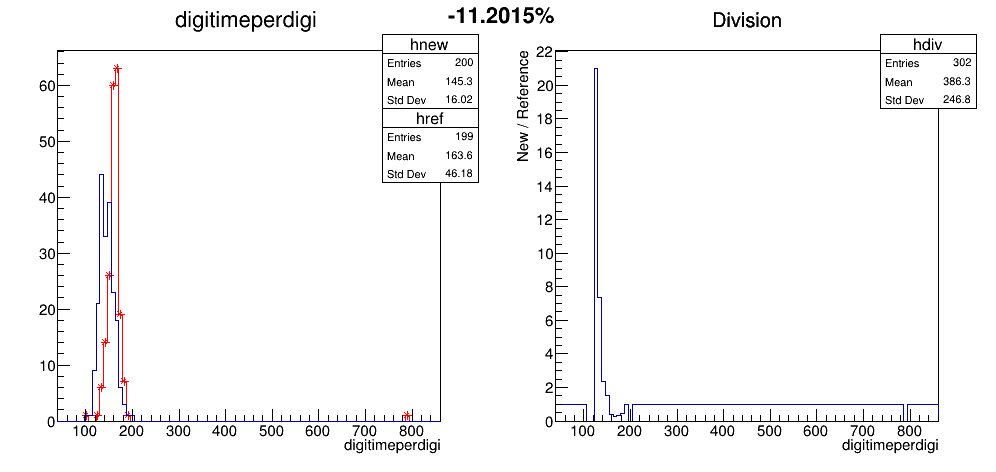 -11.2015%
digitimeperdigi
hnew
Entries 200
Mean 145.3
Std Dev 16.02
href
Entries 199
Mean 163.6
Std Dev 46.18
60
50
40
30
20
10
0
100 200 300 400 500 600 700 800
digitimeperdigi
Division
hdiv
Entries 302
Mean 386.3
Std Dev 246.8
New / Reference
22
20
18
16
14
12
10
8
6
4
2
0
100 200 300 400 500 600 700 800
digitimeperdigi